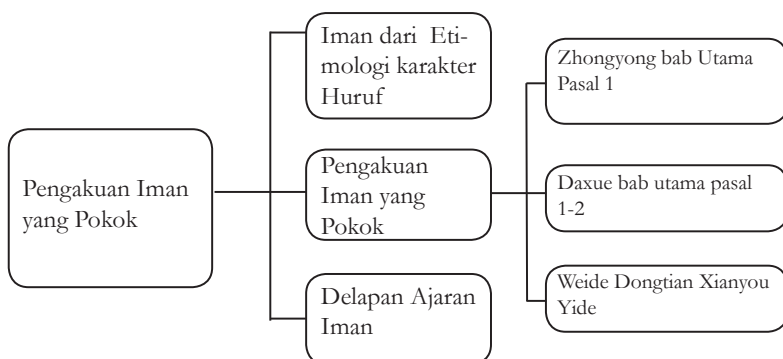 Pengakuan Iman
yang Pokok
Iman dari Eti-
mologi karakter
Huruf
Pengakuan
Iman yang
Pokok
Delapan Ajaran
Iman
Zhongyong bab Utama
Pasal 1
Daxue bab utama pasal
1-2
Weide Dongtian Xianyou
Yide